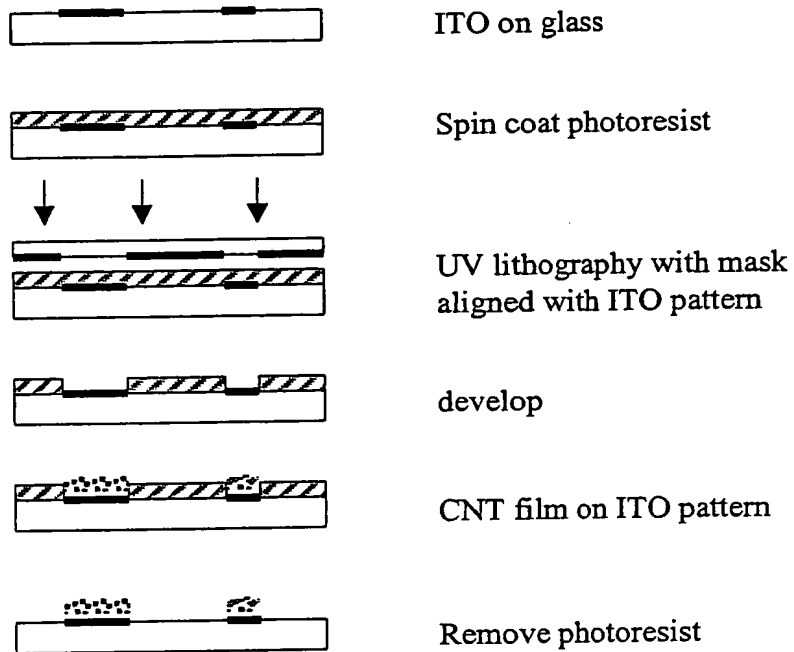 ITO on glass
Spin coat photoresist
UV lithography with mask
aligned with ITO pattern
develop
CNT film on ITO pattern
Remove photoresist